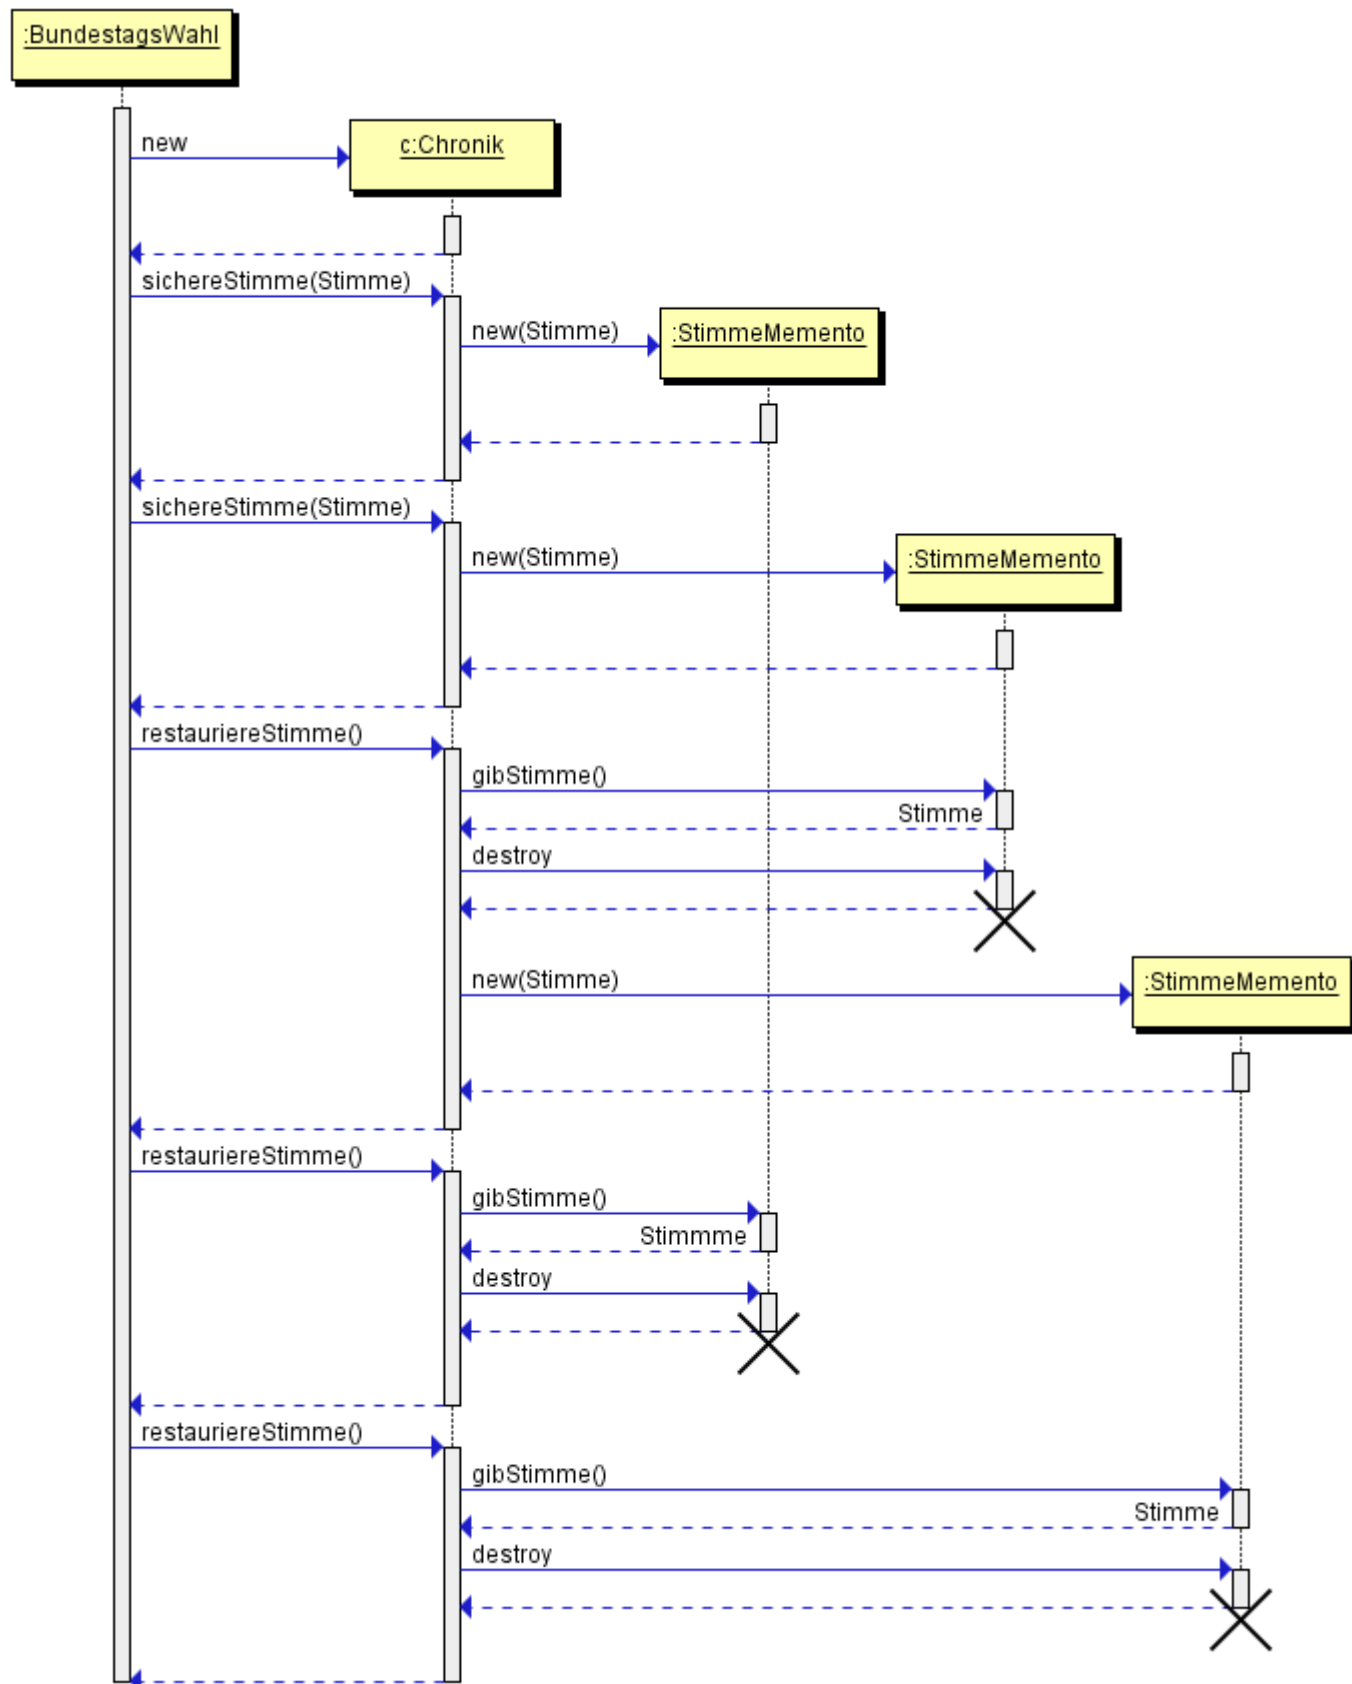 :BundestagsWahl
new
c:Chronik
sichereStimme(Stimme)
new(Stimme)
:StimmeMemento
sichereStimme(Stimme)
new(Stimme)
:StimmeMemento
restauriereStimme()
gibStimme()
Stimme
destroy
new(Stimme)
:StimmeMemento
restauriereStimme()
gibStimme()
Stimmme
destroy
restauriereStimme()
gibStimme()
Stimme
destroy